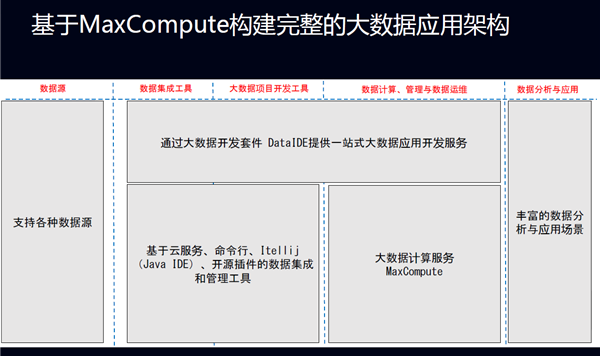 基于MaxCompute构建完整的大数据应用架构
数据源
数据集成工具
大数据项目开发工具
数据计算、管理与数据运维
数据分析与应用
通过大数据开发套件 DataIDE提供一站式大数据应用开发服务
支持各种数据源
基于云服务、命令行、Itellij
(Java IDE)、开源插件的数据集成
和管理工具
大数据计算服务
MaxCompute
丰富的数据分
析与应用场景